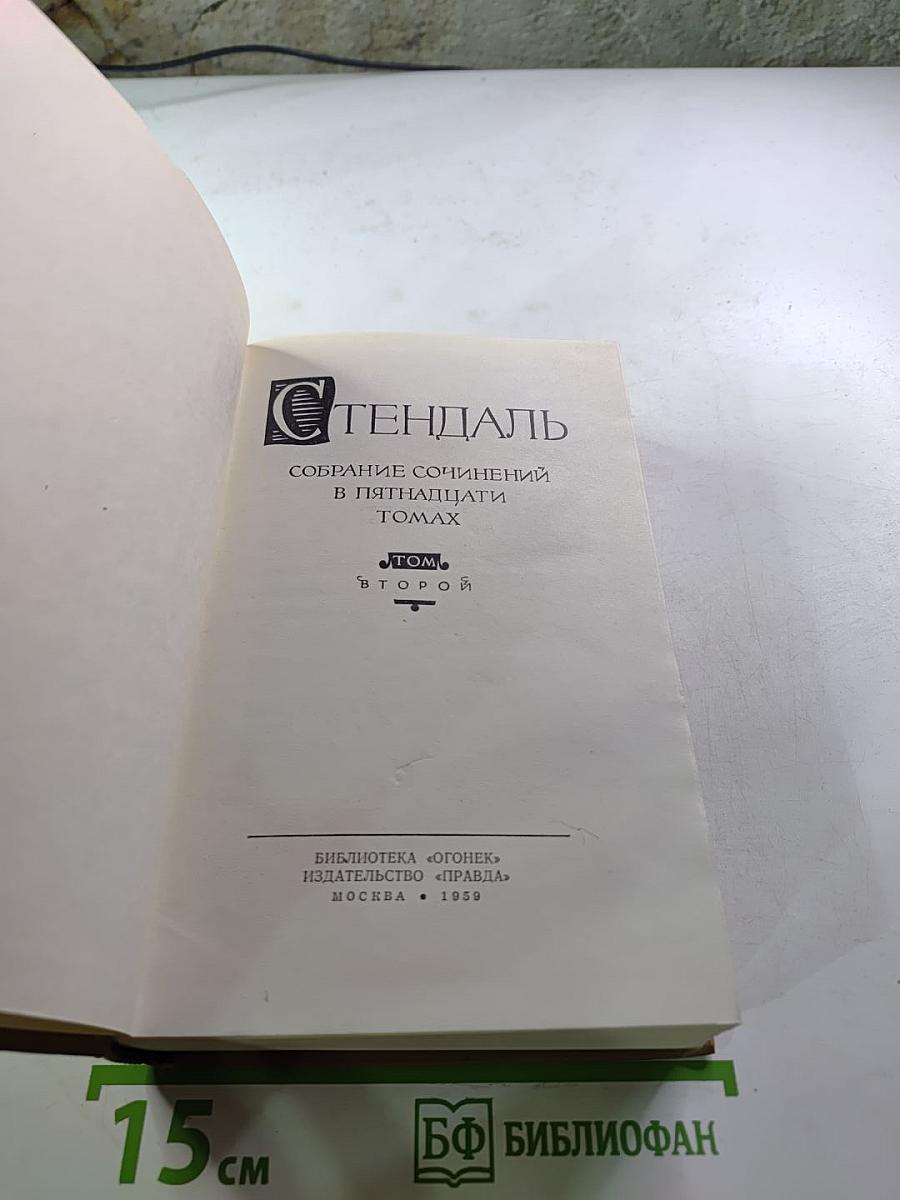 СТЕНДАЛЬ
СОБРАНИЕ СОЧИНЕНИЙ
В ПЯТНАДЦАТИ
ТОМАХ
ТОМ
ВТОРОЙ
БИБЛИОТЕКА «ОГОНЕК»
ИЗДАТЕЛЬСТВО «ПРАВДА»
МОСКВА • 1959
15 см
БФ БИБЛИОФАН